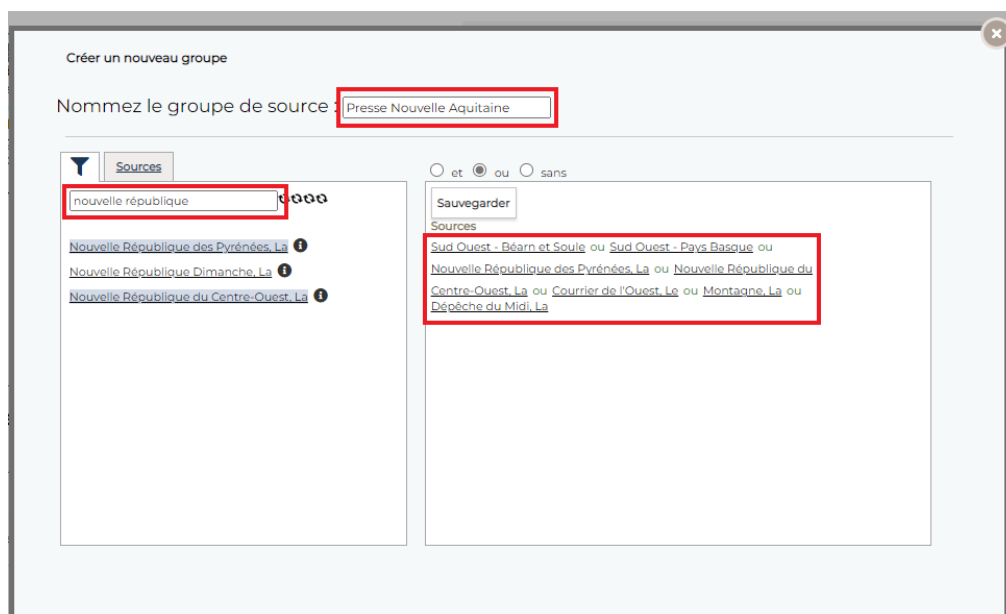 Créer un nouveau groupe
Nommez le groupe de source : Presse Nouvelle Aquitaine
Sources
et ou sans
nouvelle république
Sauvegarder
Sources
Nouvelle République des Pyrénées, La
Nouvelle République Dimanche, La
Nouvelle République du Centre-Ouest, La
Sud Ouest - Béarn et Soule ou Sud Ouest - Pays Basque ou
Nouvelle République des Pyrénées, La ou Nouvelle République du
Centre-Ouest, La ou Courrier de l'Ouest, Le ou Montagne, La ou
Dépêche du Midi, La